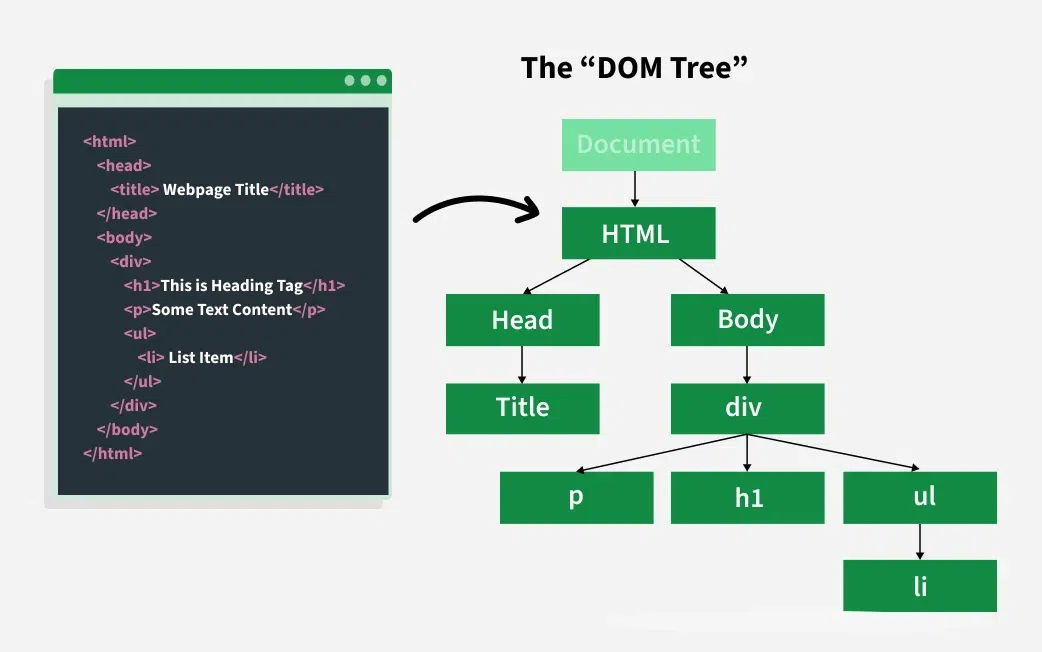 The “DOM Tree”
<html>
<head>
<title> Webpage Title</title>
</head>
<body>
<div>
<h1>This is Heading Tag</h1>
<p>Some Text Content</p>
<ul>
<li> List Item</li>
</ul>
</div>
</body>
</html>
Document
HTML
Head
Body
Title
div
p
h1
ul
li